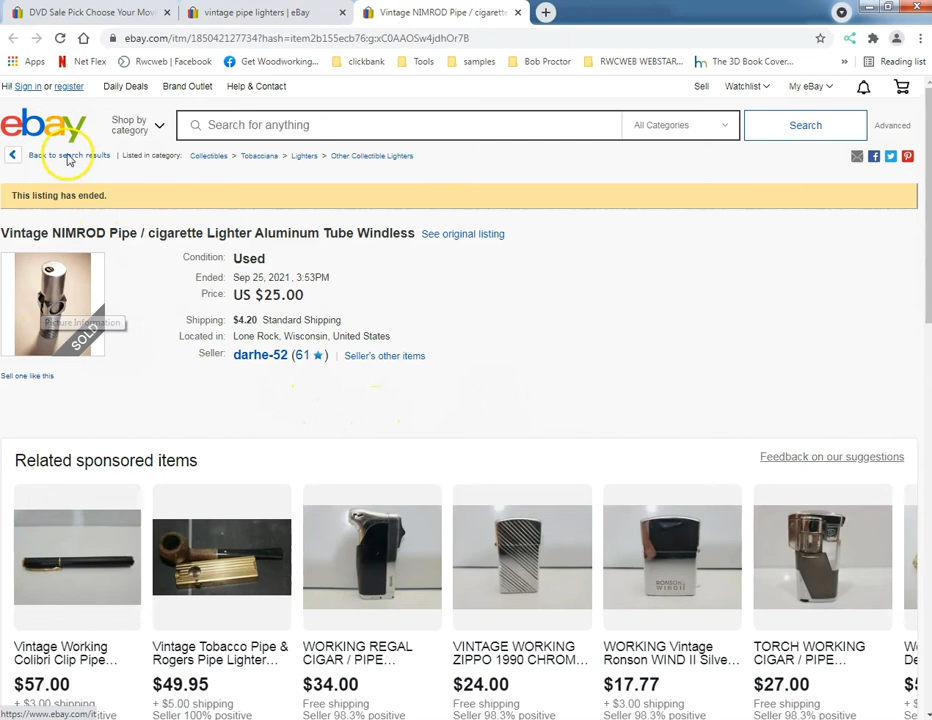 DVD Sale Pick Choose Your Mov
vintage pipe lighters | eBay
Vintage NIMROD Pipe / cigarette
ebay.com/itm/185042127734?hash=item2b155ecb76:g:xC0AAOSw4jdhOr7B
Apps
Net Flex
Rwcweb | Facebook
Get Woodworking...
clickbank
Tools
samples
Bob Proctor
RWCWEB WEBSTAR...
The 3D Book Cover...
»
Reading list
Hi! Sign in or register
Daily Deals
Brand Outlet
Help & Contact
Sell
Watchlist
My eBay
ebay
Shop by category
Search for anything
All Categories
Search
Advanced
Back to search results | Listed in category: Collectibles > Tobacciana > Lighters > Other Collectible Lighters
This listing has ended.
Vintage NIMROD Pipe / cigarette Lighter Aluminum Tube Windless See original listing
Condition: Used
Ended: Sep 25, 2021 , 3:53PM
Price: US $25.00
Shipping: $4.20 Standard Shipping
Located in: Lone Rock, Wisconsin, United States
Seller: darhe-52 (61 ) | Seller's other items
Picture Information
SOLD
Sell one like this
Related sponsored items
Feedback on our suggestions
RONSON
WIND II
Vintage Working
Colibri Clip Pipe...
$57.00
+ $3.00 shipping
Vintage Tobacco Pipe &
Rogers Pipe Lighter...
$49.95
+ $5.00 shipping
Seller 100% positive
WORKING REGAL
CIGAR / PIPE...
$34.00
Free shipping
Seller 98.3% positive
VINTAGE WORKING
ZIPPO 1990 CHROM...
$24.00
Free shipping
Seller 98.3% positive
WORKING Vintage
Ronson WIND II Silve...
$17.77
+ $3.00 shipping
Seller 98.3% positive
TORCH WORKING
CIGAR / PIPE...
$27.00
Free shipping
Seller 98.3% positive
https://www.ebay.com/it